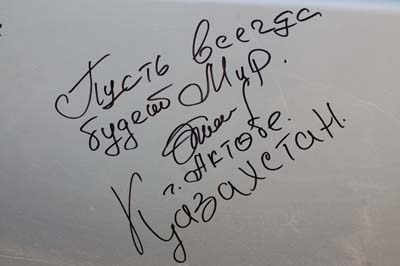 Пусть всегда
будет Мир.
г. Актобе.
Казахстан.